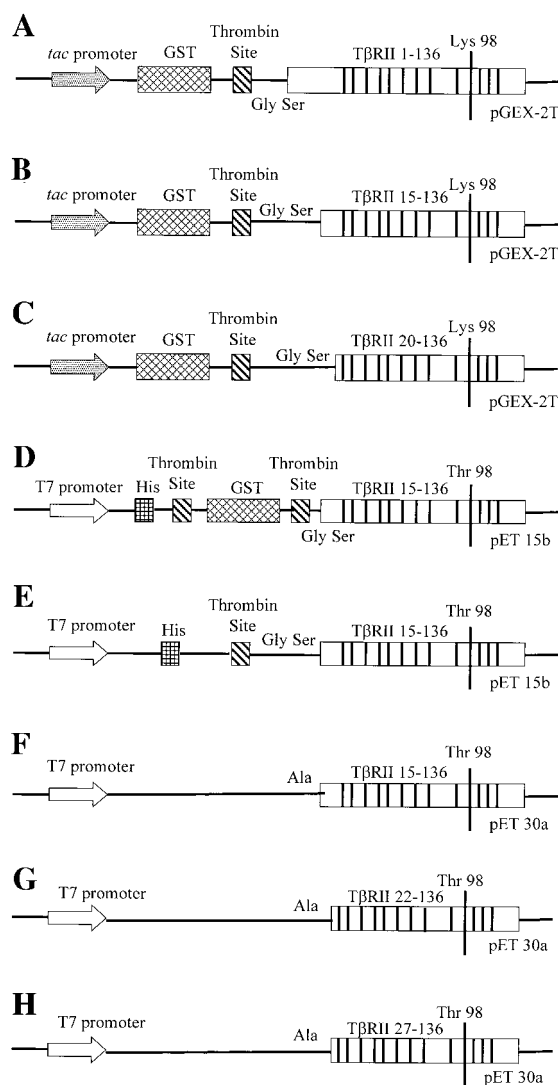 A
tac promoter
GST
Thrombin
Site
Gly Ser
TβRII 1-136
Lys 98
pGEX-2T
B
tac promoter
GST
Thrombin
Site
Gly Ser
TβRII 15-136
Lys 98
pGEX-2T
C
tac promoter
GST
Thrombin
Site
Gly Ser
TβRII 20-136
Lys 98
pGEX-2T
D
T7 promoter
His
Thrombin
Site
GST
Thrombin
Site
Gly Ser
TβRII 15-136
Thr 98
pET 15b
E
T7 promoter
His
Thrombin
Site
Gly Ser
TβRII 15-136
Thr 98
pET 15b
F
T7 promoter
Ala
TβRII 15-136
Thr 98
pET 30a
G
T7 promoter
Ala
TβRII 22-136
Thr 98
pET 30a
H
T7 promoter
Ala
TβRII 27-136
Thr 98
pET 30a